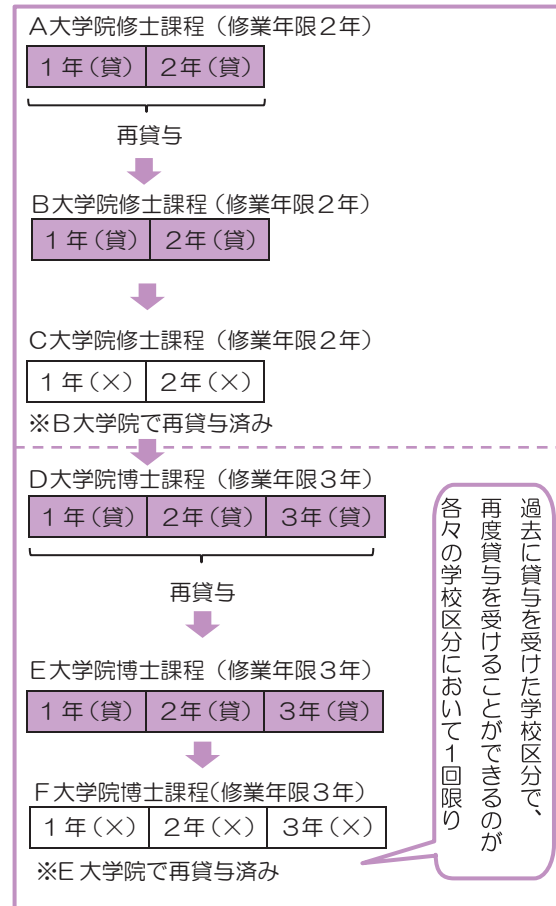 A大学院修士課程（修業年限２年）
１年(貸) ２年(貸)
再貸与
B大学院修士課程（修業年限２年）
１年(貸) ２年(貸)
C大学院修士課程（修業年限２年）
１年(×) ２年(×)
※B大学院で再貸与済み
D大学院博士課程（修業年限３年）
１年(貸) ２年(貸) ３年(貸)
再貸与
E大学院博士課程（修業年限３年）
１年(貸) ２年(貸) ３年(貸)
F大学院博士課程(修業年限３年）
１年(×) ２年(×) ３年(×)
※E大学院で再貸与済み
過去に貸与を受けた学校区分で、
再度貸与を受けることができるのが
各々の学校区分において１回限り